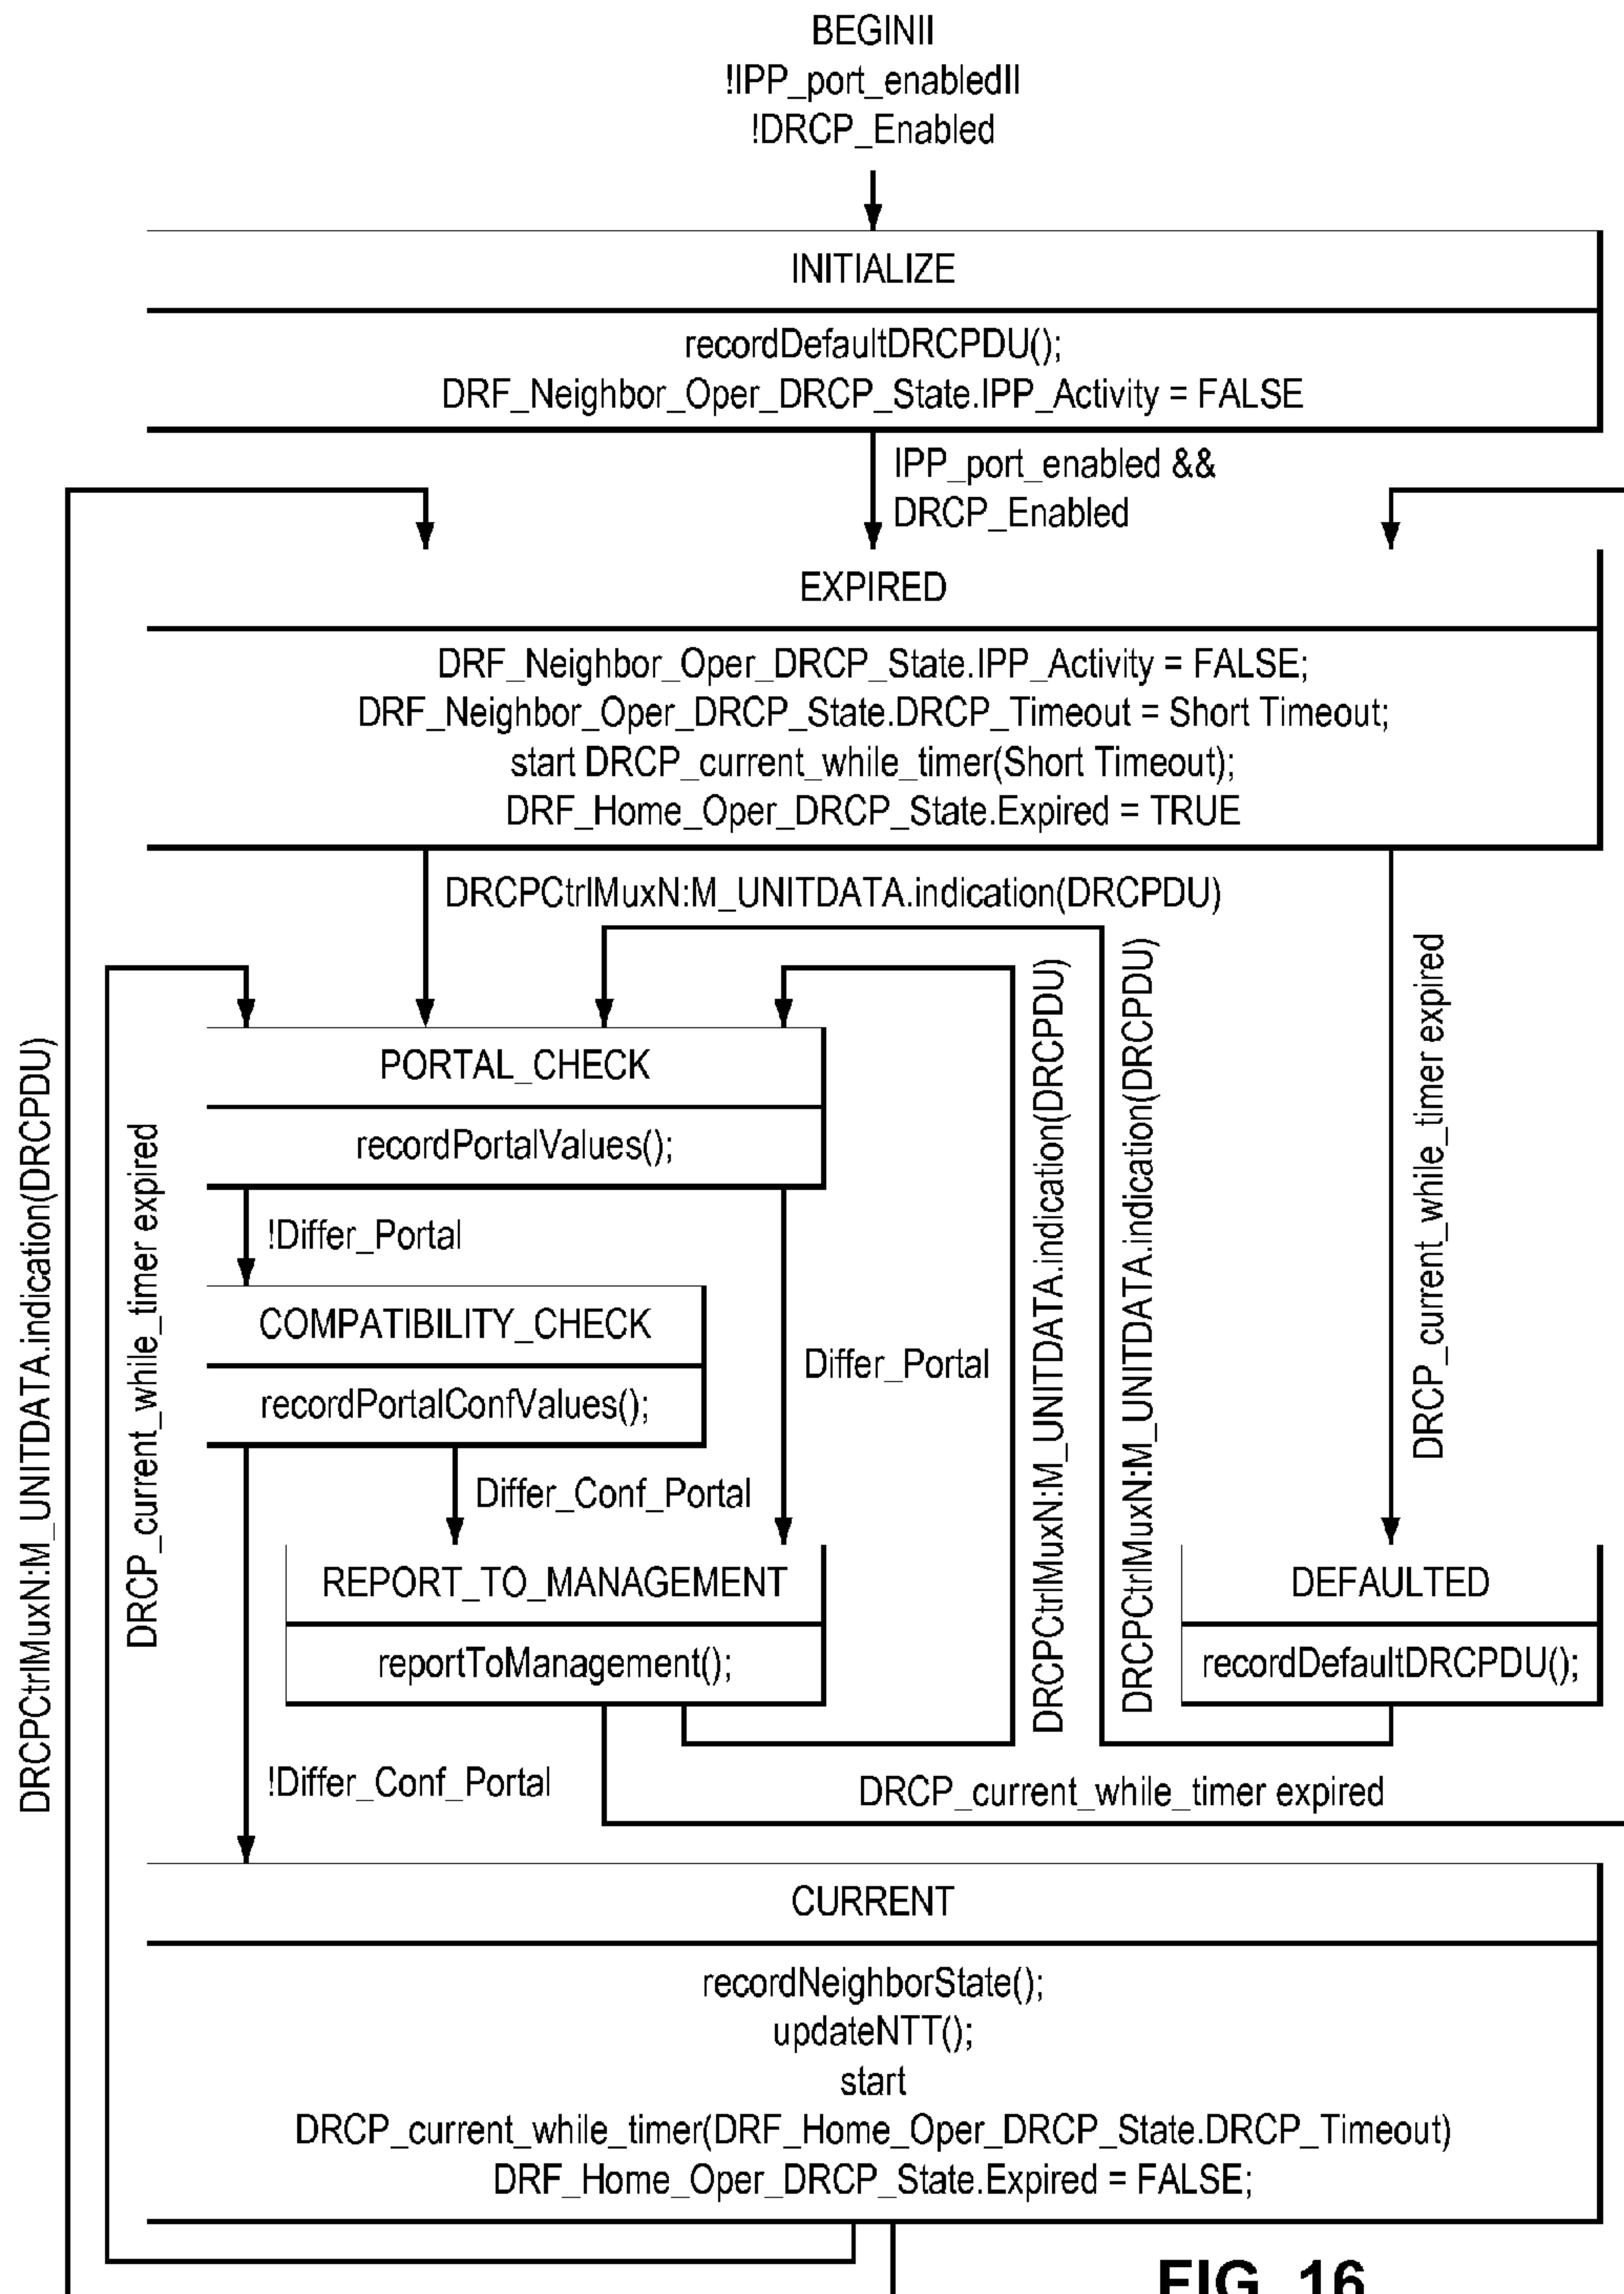 BEGINII
!IPP_port_enabledII
!DRCP_Enabled
INITIALIZE
recordDefaultDRCPDU();
DRF_Neighbor_Oper_DRCP_State.IPP_Activity = FALSE
IPP_port_enabled &&
DRCP_Enabled
EXPIRED
DRF_Neighbor_Oper_DRCP_State.IPP_Activity = FALSE;
DRF_Neighbor_Oper_DRCP_State.DRCP_Timeout = Short Timeout;
start DRCP_current_while_timer(Short Timeout);
DRF_Home_Oper_DRCP_State.Expired = TRUE
DRCPCtrlMuxN:M_UNITDATA.indication(DRCPDU)
DRCPCtrlMuxN:M_UNITDATA.indication(DRCPDU)
DRCP_current_while_timer expired
PORTAL_CHECK
recordPortalValues();
!Differ_Portal
COMPATIBILITY_CHECK
recordPortalConfValues();
Differ_Portal
Differ_Conf_Portal
REPORT_TO_MANAGEMENT
reportToManagement();
DRCPCtrlMuxN:M_UNITDATA.indication(DRCPDU)
DRCPCtrlMuxN:M_UNITDATA.indication(DRCPDU)
DRCP_current_while_timer expired
DEFAULTED
recordDefaultDRCPDU();
!Differ_Conf_Portal
DRCP_current_while_timer expired
CURRENT
recordNeighborState();
updateNTT();
start
DRCP_current_while_timer(DRF_Home_Oper_DRCP_State.DRCP_Timeout)
DRF_Home_Oper_DRCP_State.Expired = FALSE;
FIG. 16